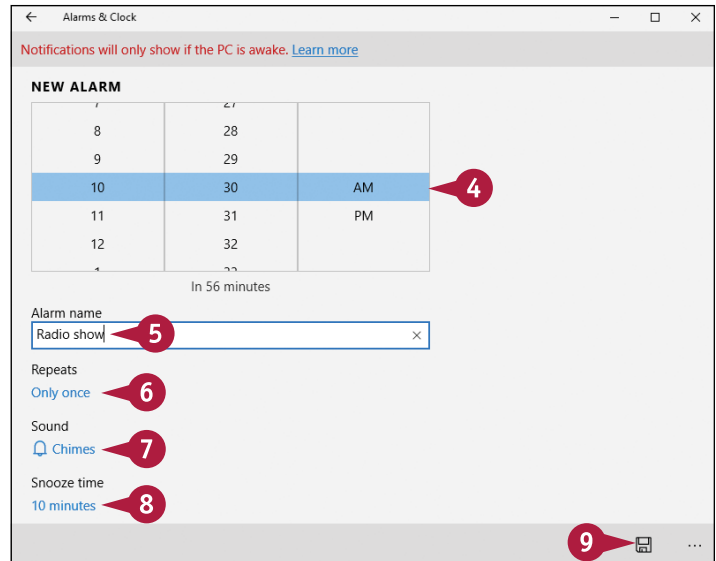 ← Alarms & Clock
Notifications will only show if the PC is awake. Learn more
NEW ALARM
7 27
8 28
9 29
10 30 AM 4
11 31 PM
12 32
In 56 minutes
Alarm name
Radio show 5
Repeats
Only once 6
Sound
Chimes 7
Snooze time
10 minutes 8
9 ...